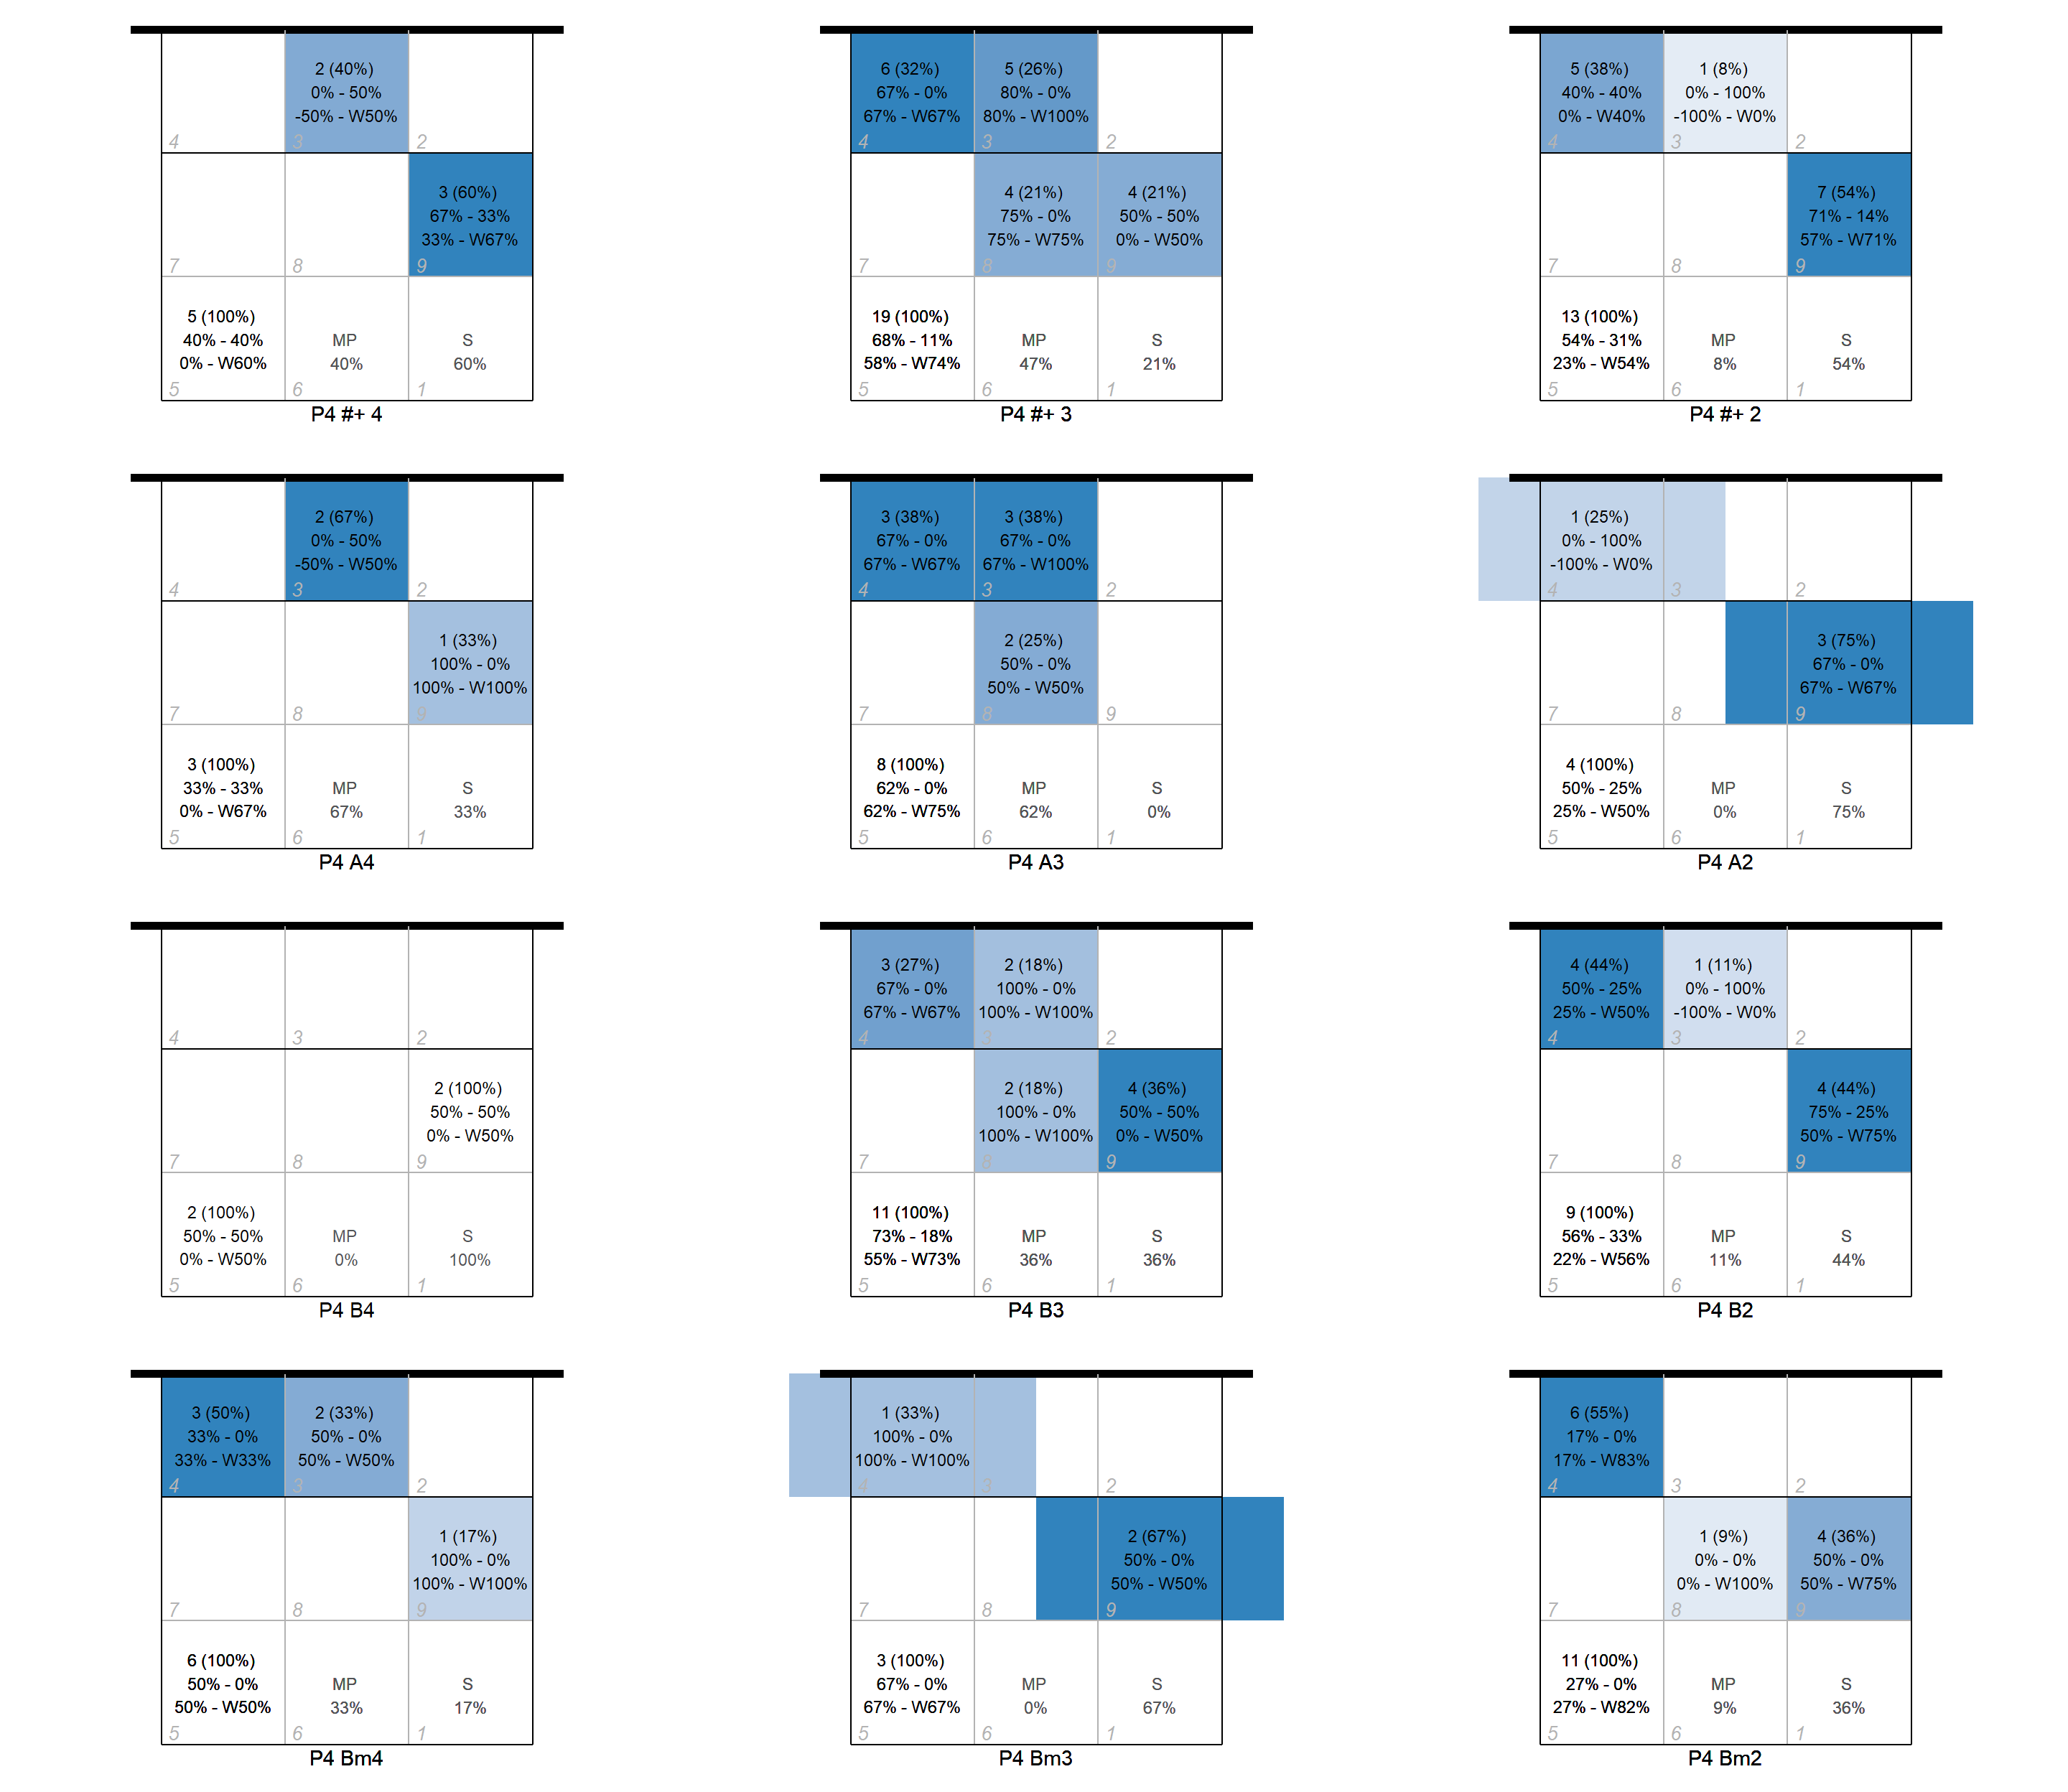 2 (40%)
0% - 50%
-50% - W50%
4
3
2
3 (60%)
67% - 33%
33% - W67%
7
8
9
5 (100%)
40% - 40%
0% - W60%
MP
40%
S
60%
5
6
1
P4 #+ 4
6 (32%)
67% - 0%
67% - W67%
5 (26%)
80% - 0%
80% - W100%
4
3
2
4 (21%)
75% - 0%
75% - W75%
4 (21%)
50% - 50%
0% - W50%
7
8
9
19 (100%)
68% - 11%
58% - W74%
MP
47%
S
21%
5
6
1
P4 #+ 3
5 (38%)
40% - 40%
0% - W40%
1 (8%)
0% - 100%
-100% - W0%
4
3
2
7 (54%)
71% - 14%
57% - W71%
7
8
9
13 (100%)
54% - 31%
23% - W54%
MP
8%
S
54%
5
6
1
P4 #+ 2
2 (67%)
0% - 50%
-50% - W50%
4
3
2
1 (33%)
100% - 0%
100% - W100%
7
8
9
3 (100%)
33% - 33%
0% - W67%
MP
67%
S
33%
5
6
1
P4 A4
3 (38%)
67% - 0%
67% - W67%
3 (38%)
67% - 0%
67% - W100%
4
3
2
2 (25%)
50% - 0%
50% - W50%
7
8
9
8 (100%)
62% - 0%
62% - W75%
MP
62%
S
0%
5
6
1
P4 A3
1 (25%)
0% - 100%
-100% - W0%
4
3
2
3 (75%)
67% - 0%
67% - W67%
7
8
9
4 (100%)
50% - 25%
25% - W50%
MP
0%
S
75%
5
6
1
P4 A2
4
3
2
2 (100%)
50% - 50%
0% - W50%
7
8
9
2 (100%)
50% - 50%
0% - W50%
MP
0%
S
100%
5
6
1
P4 B4
3 (27%)
67% - 0%
67% - W67%
2 (18%)
100% - 0%
100% - W100%
4
3
2
2 (18%)
100% - 0%
100% - W100%
4 (36%)
50% - 50%
0% - W50%
7
8
9
11 (100%)
73% - 18%
55% - W73%
MP
36%
S
36%
5
6
1
P4 B3
4 (44%)
50% - 25%
25% - W50%
1 (11%)
0% - 100%
-100% - W0%
4
3
2
4 (44%)
75% - 25%
50% - W75%
7
8
9
9 (100%)
56% - 33%
22% - W56%
MP
11%
S
44%
5
6
1
P4 B2
3 (50%)
33% - 0%
33% - W33%
2 (33%)
50% - 0%
50% - W50%
4
3
2
1 (17%)
100% - 0%
100% - W100%
7
8
9
6 (100%)
50% - 0%
50% - W50%
MP
33%
S
17%
5
6
1
P4 Bm4
1 (33%)
100% - 0%
100% - W100%
4
3
2
2 (67%)
50% - 0%
50% - W50%
7
8
9
3 (100%)
67% - 0%
67% - W67%
MP
0%
S
67%
5
6
1
P4 Bm3
6 (55%)
17% - 0%
17% - W83%
4
3
2
1 (9%)
0% - 0%
0% - W100%
4 (36%)
50% - 0%
50% - W75%
7
8
9
11 (100%)
27% - 0%
27% - W82%
MP
9%
S
36%
5
6
1
P4 Bm2